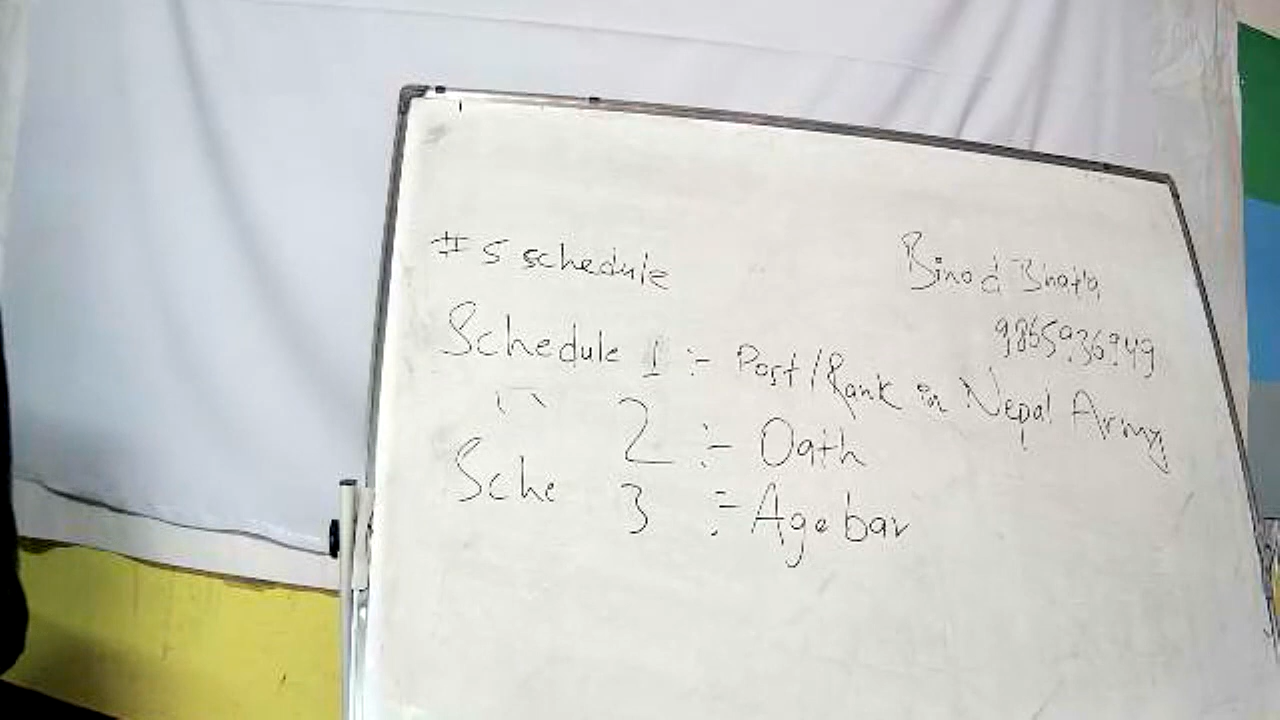 # 5 schedule
Binod Bhatta
9865936949
Schedule 1 :- Post/Rank in Nepal Army
" 2 :- Oath
Sche 3 :- Age bar